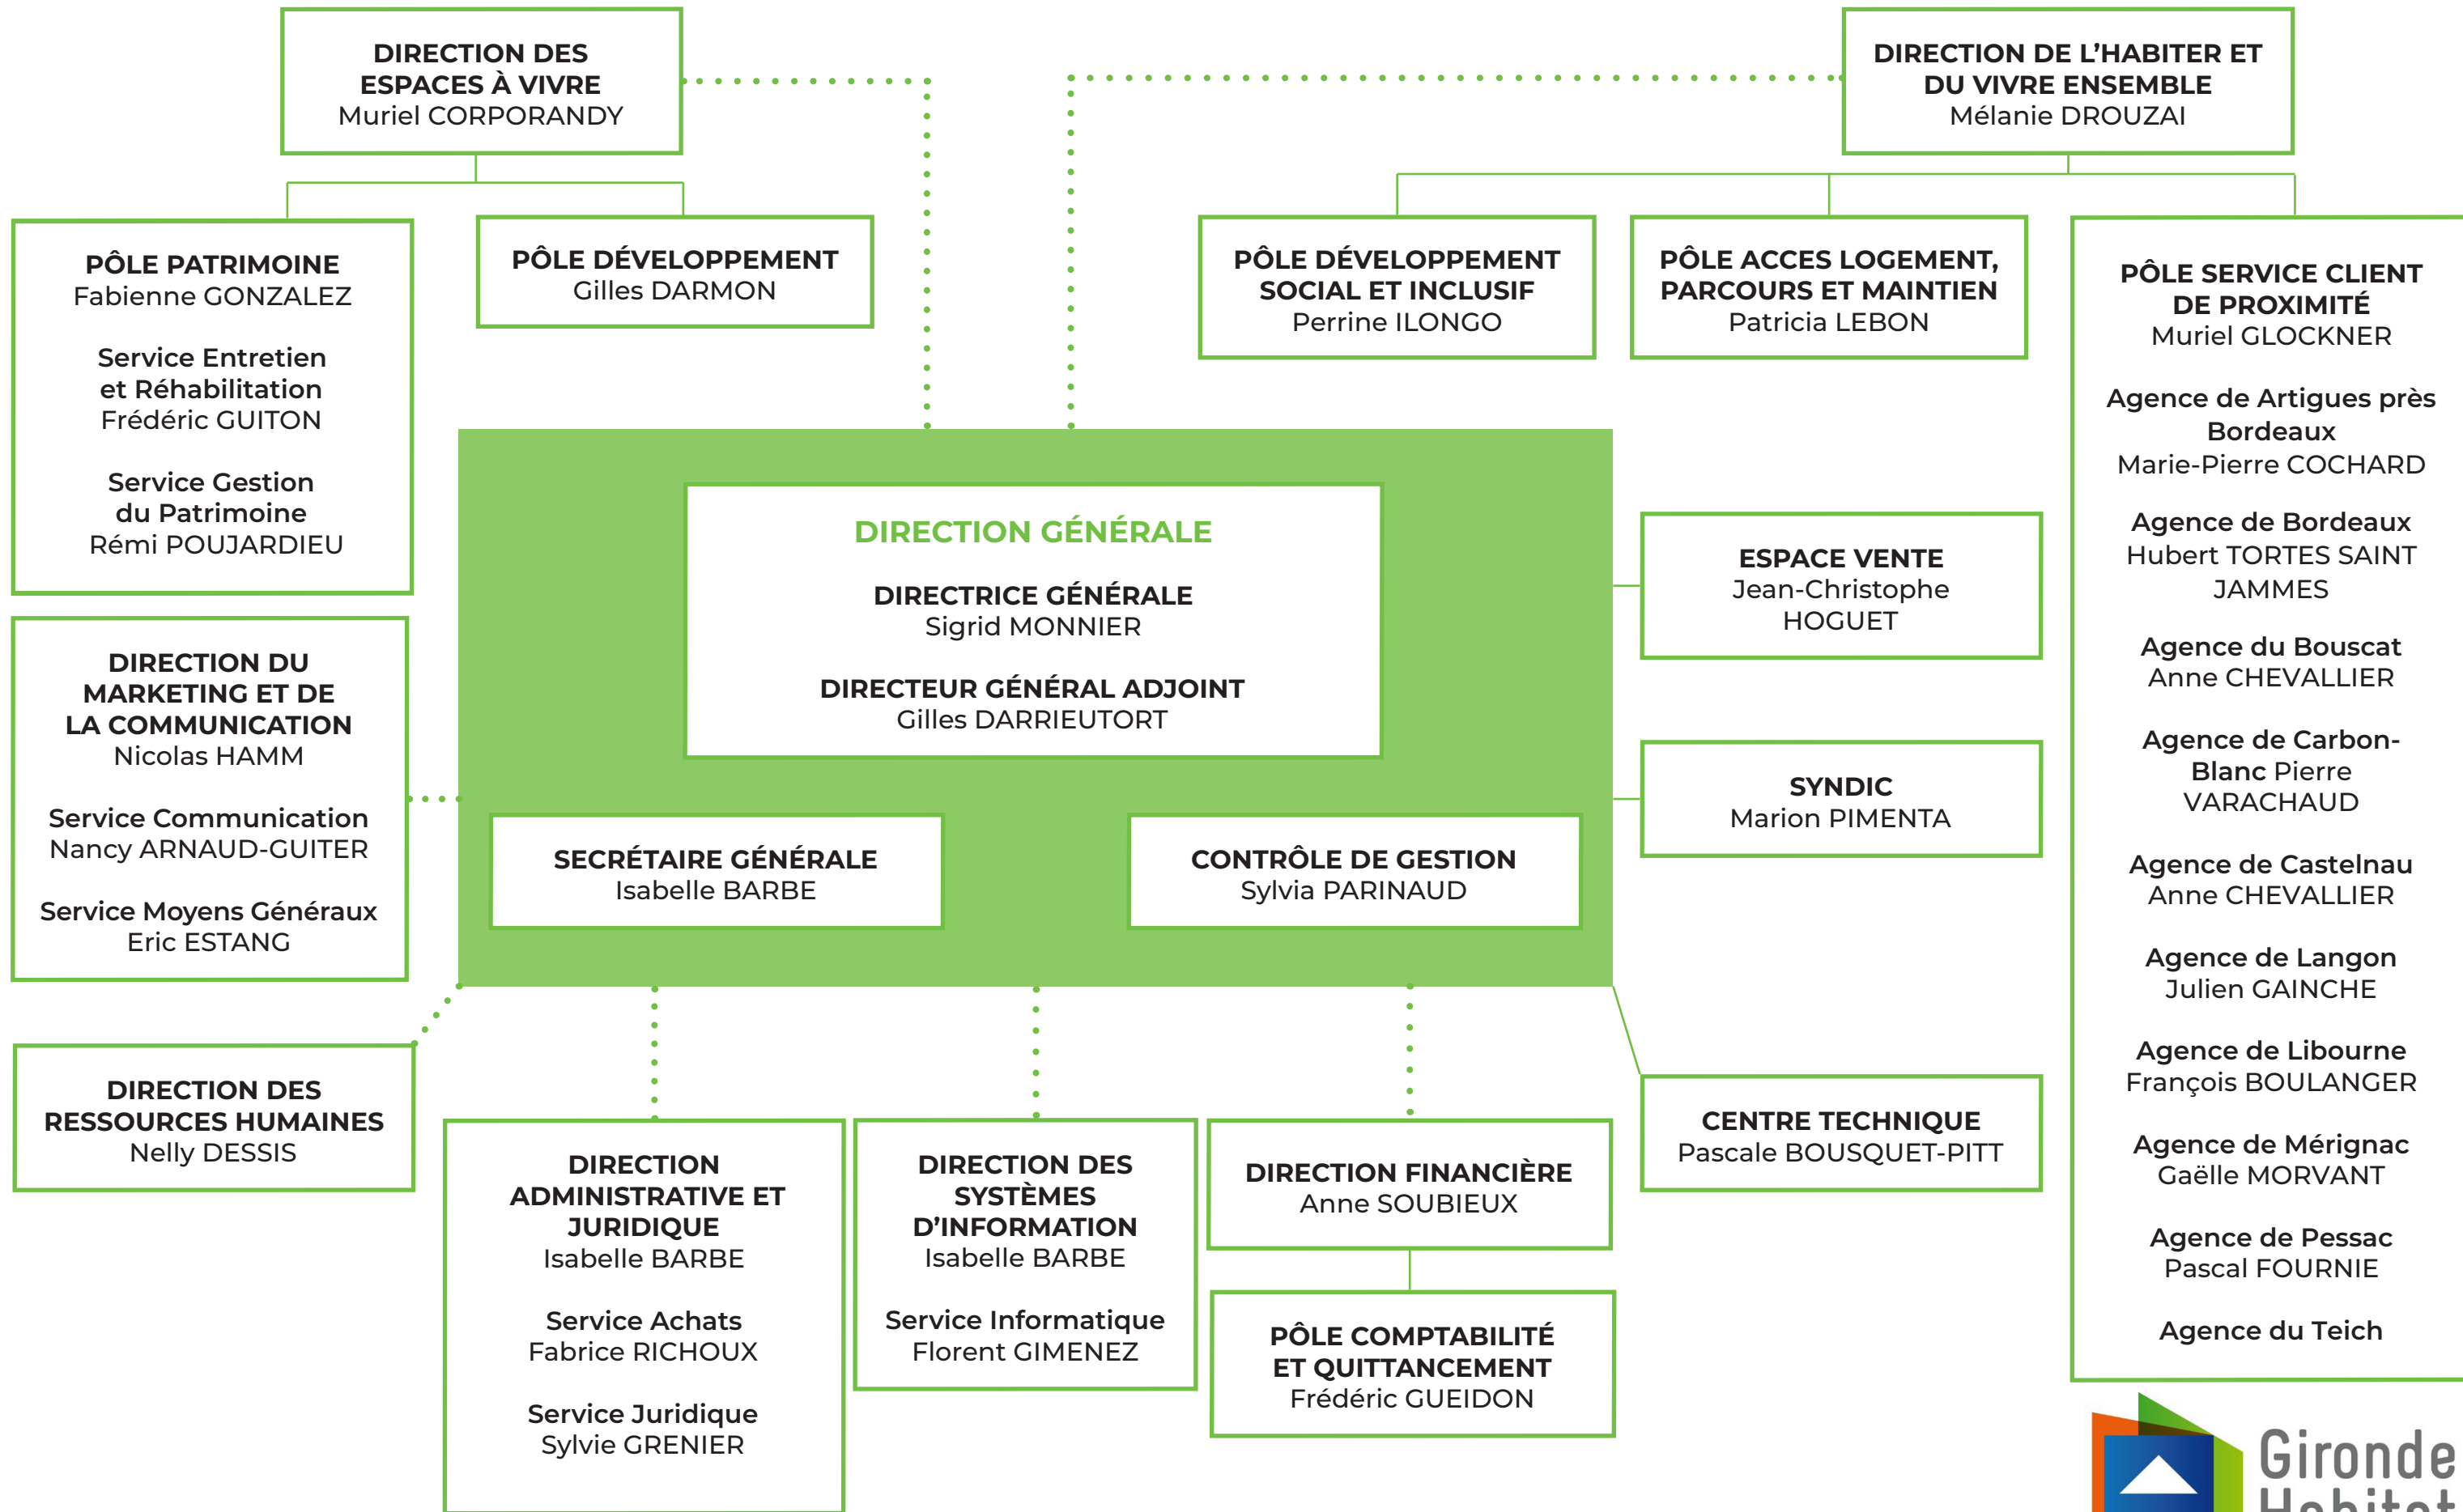 DIRECTION DES
ESPACES À VIVRE
Muriel CORPORANDY
DIRECTION DE L’HABITER ET
DU VIVRE ENSEMBLE
Mélanie DROUZAI
PÔLE PATRIMOINE
Fabienne GONZALEZ
Service Entretien
et Réhabilitation
Frédéric GUITON
Service Gestion
du Patrimoine
Rémi POUJARDIEU
PÔLE DÉVELOPPEMENT
Gilles DARMON
PÔLE DÉVELOPPEMENT
SOCIAL ET INCLUSIF
Perrine ILONGO
PÔLE ACCES LOGEMENT,
PARCOURS ET MAINTIEN
Patricia LEBON
PÔLE SERVICE CLIENT
DE PROXIMITÉ
Muriel GLOCKNER
Agence de Artigues près
Bordeaux
Marie-Pierre COCHARD
Agence de Bordeaux
Hubert TORTES SAINT
JAMMES
Agence du Bouscat
Anne CHEVALLIER
Agence de Carbon-
Blanc Pierre
VARACHAUD
Agence de Castelnau
Anne CHEVALLIER
Agence de Langon
Julien GAINCHE
Agence de Libourne
François BOULANGER
Agence de Mérignac
Gaëlle MORVANT
Agence de Pessac
Pascal FOURNIE
Agence du Teich
DIRECTION GÉNÉRALE
DIRECTRICE GÉNÉRALE
Sigrid MONNIER
DIRECTEUR GÉNÉRAL ADJOINT
Gilles DARRIEUTORT
SECRÉTAIRE GÉNÉRALE
Isabelle BARBE
CONTRÔLE DE GESTION
Sylvia PARINAUD
ESPACE VENTE
Jean-Christophe
HOGUET
SYNDIC
Marion PIMENTA
DIRECTION DU
MARKETING ET DE
LA COMMUNICATION
Nicolas HAMM
Service Communication
Nancy ARNAUD-GUITER
Service Moyens Généraux
Eric ESTANG
DIRECTION DES
RESSOURCES HUMAINES
Nelly DESSIS
DIRECTION
ADMINISTRATIVE ET
JURIDIQUE
Isabelle BARBE
Service Achats
Fabrice RICHOUX
Service Juridique
Sylvie GRENIER
DIRECTION DES
SYSTÈMES
D’INFORMATION
Isabelle BARBE
Service Informatique
Florent GIMENEZ
DIRECTION FINANCIÈRE
Anne SOUBIEUX
PÔLE COMPTABILITÉ
ET QUITTANCEMENT
Frédéric GUEIDON
CENTRE TECHNIQUE
Pascale BOUSQUET-PITT
Gironde
Habitat